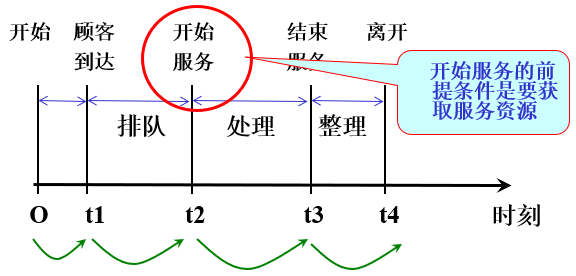 开始 顾客 开始 结束 离开
到达 服务 服务
开始服务的前
提条件是要获
取服务资源
排队 处理 整理
O t1 t2 t3 t4 时刻